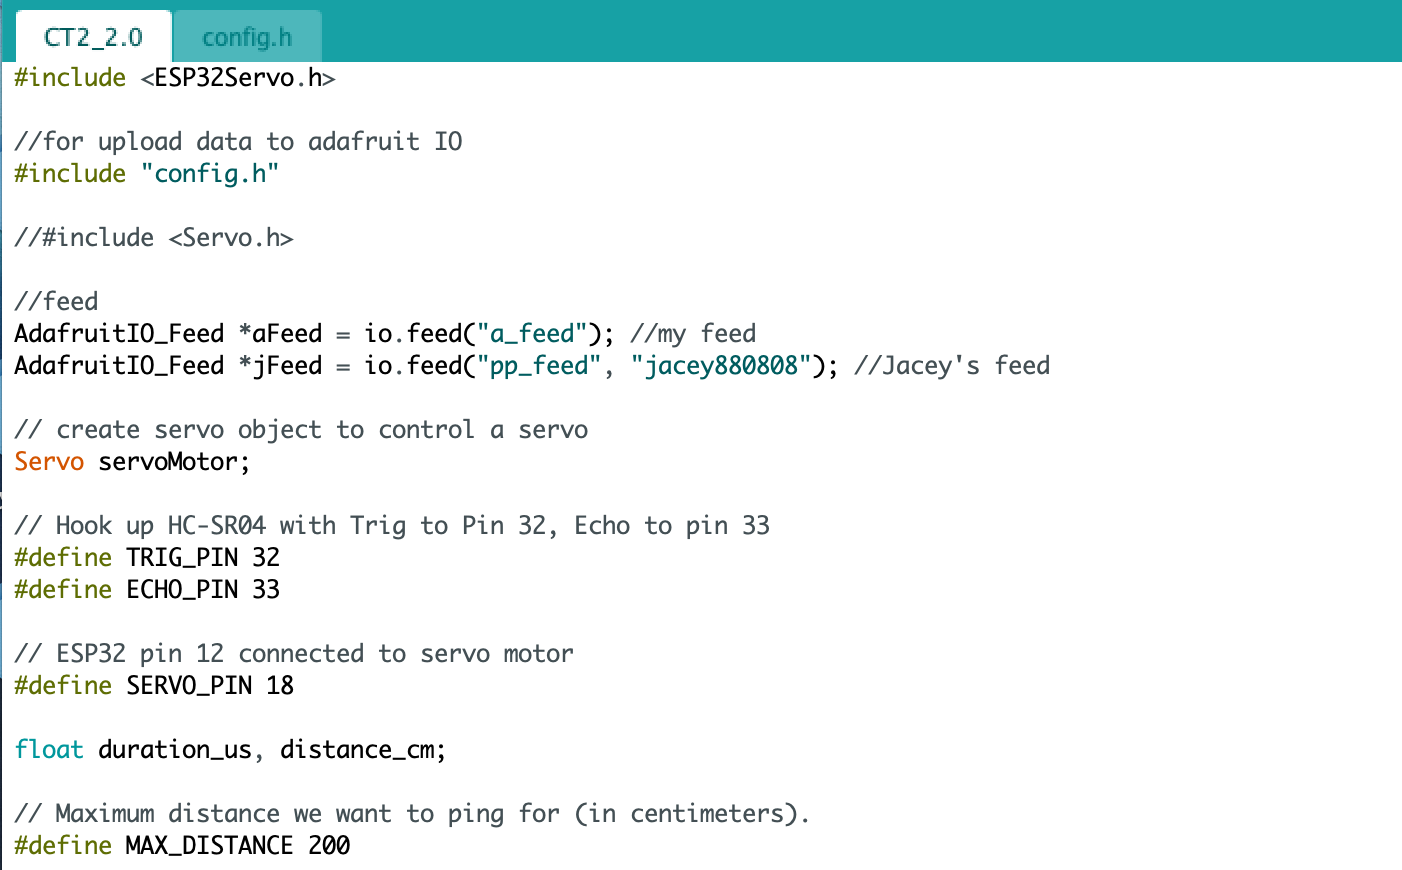 CT2_2.0
config.h
#include <ESP32Servo.h>
//for upload data to adafruit IO
#include "config.h"
//#include <Servo.h>
//feed
AdafruitIO_Feed *aFeed = io.feed("a_feed"); //my feed
AdafruitIO_Feed *jFeed = io.feed("pp_feed", "jacey880808"); //Jacey's feed
// create servo object to control a servo
Servo servoMotor;
// Hook up HC-SR04 with Trig to Pin 32, Echo to pin 33
#define TRIG_PIN 32
#define ECHO_PIN 33
// ESP32 pin 12 connected to servo motor
#define SERVO_PIN 18
float duration_us, distance_cm;
// Maximum distance we want to ping for (in centimeters).
#define MAX_DISTANCE 200